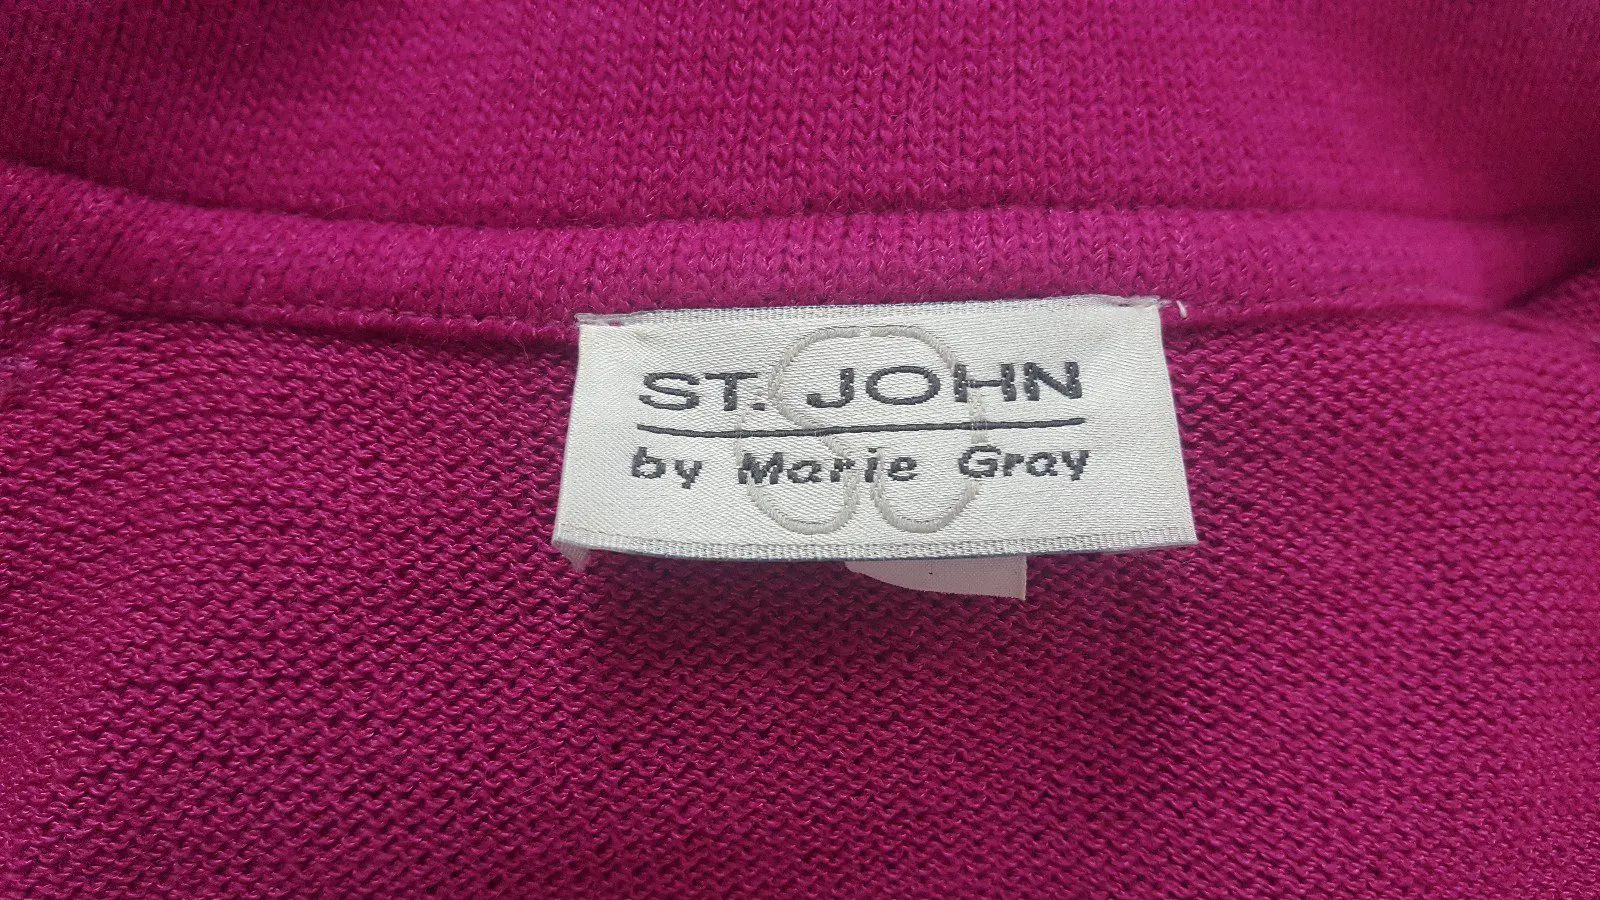 ST. JOHN
by Marie Gray